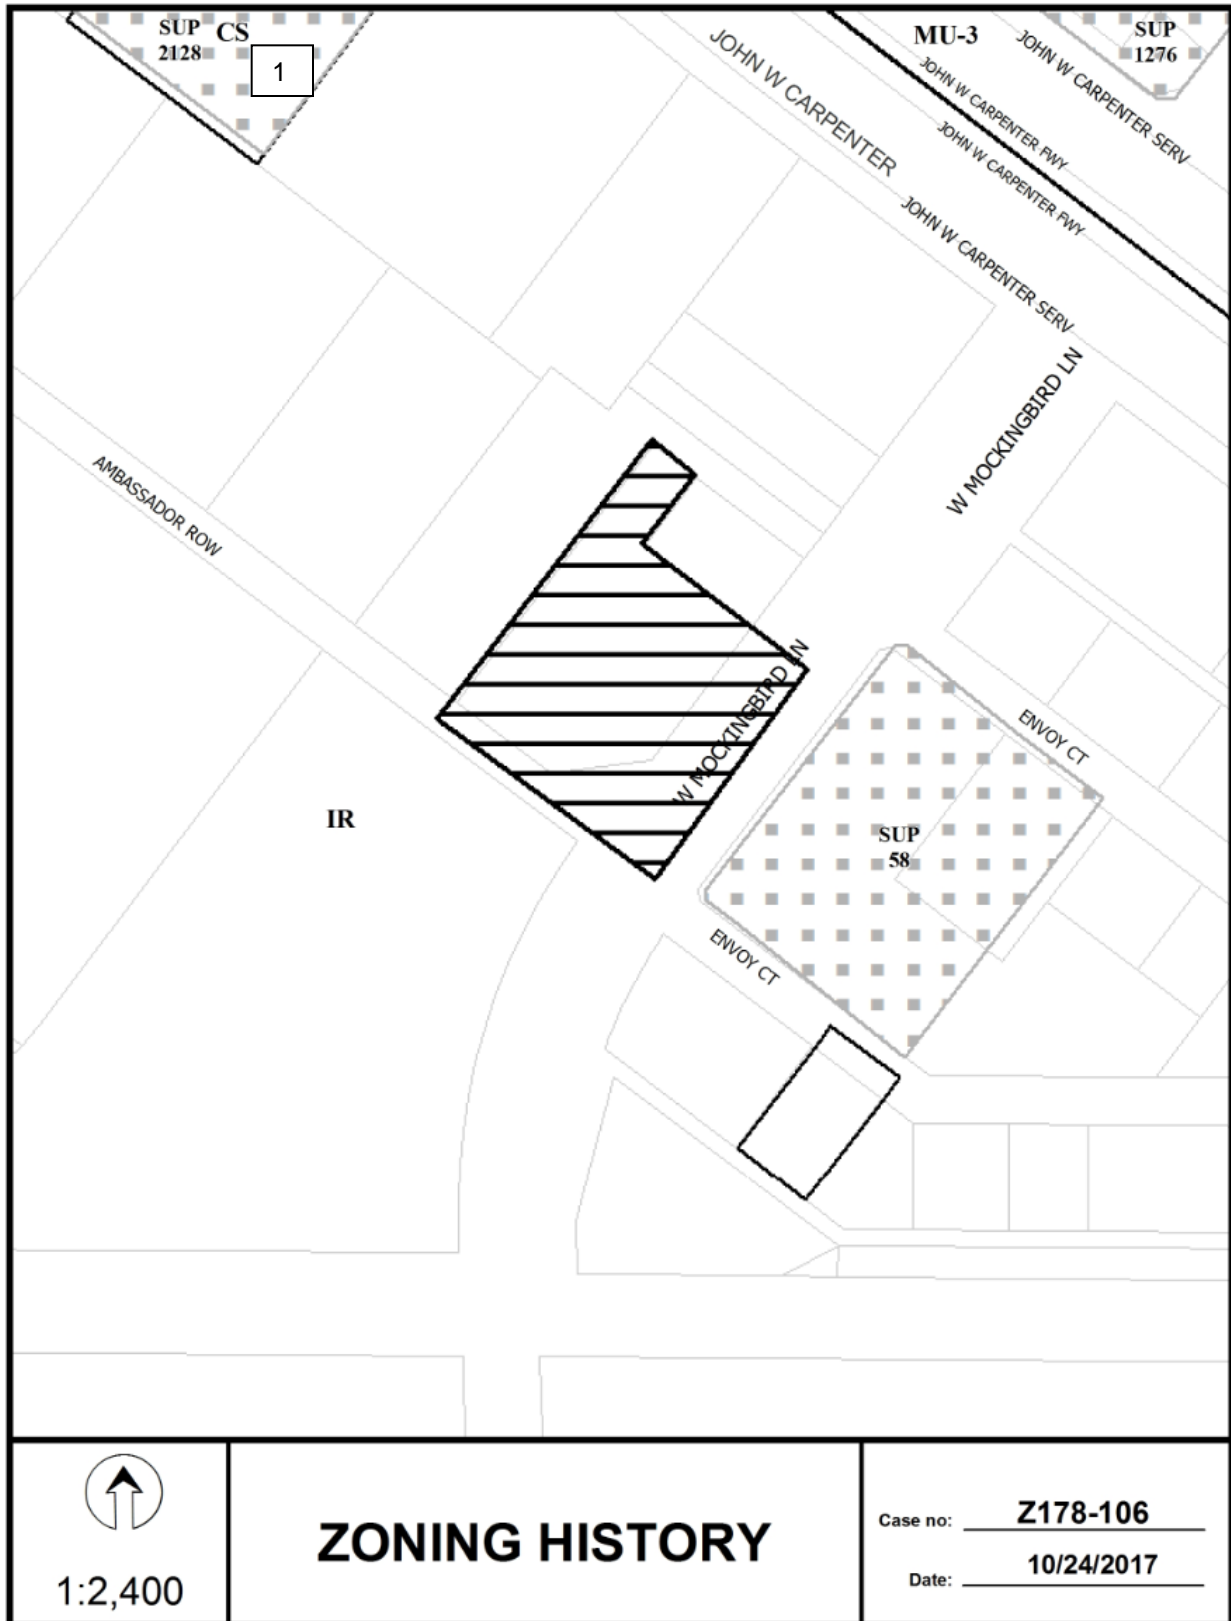 SUP
2128
CS
1
MU-3
SUP
1276
JOHN W CARPENTER
JOHN W CARPENTER SERV
JOHN W CARPENTER FWY
JOHN W CARPENTER FWY
JOHN W CARPENTER SERV
W MOCKINGBIRD LN
AMBASSADOR ROW
W MOCKINGBIRD LN
ENVOY CT
IR
SUP
58
ENVOY CT
1:2,400
ZONING HISTORY
Case no: Z178-106
Date: 10/24/2017